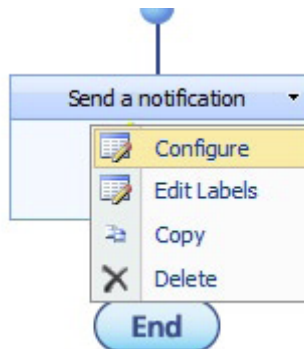 Send a notification
Configure
Edit Labels
Copy
Delete
End